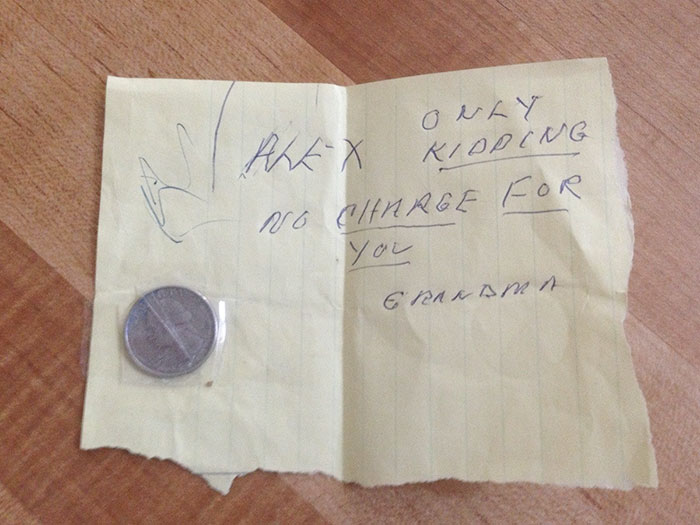 ONLY
ALEX KIDDING
NO CHARGE FOR
YOU
GRANDMA